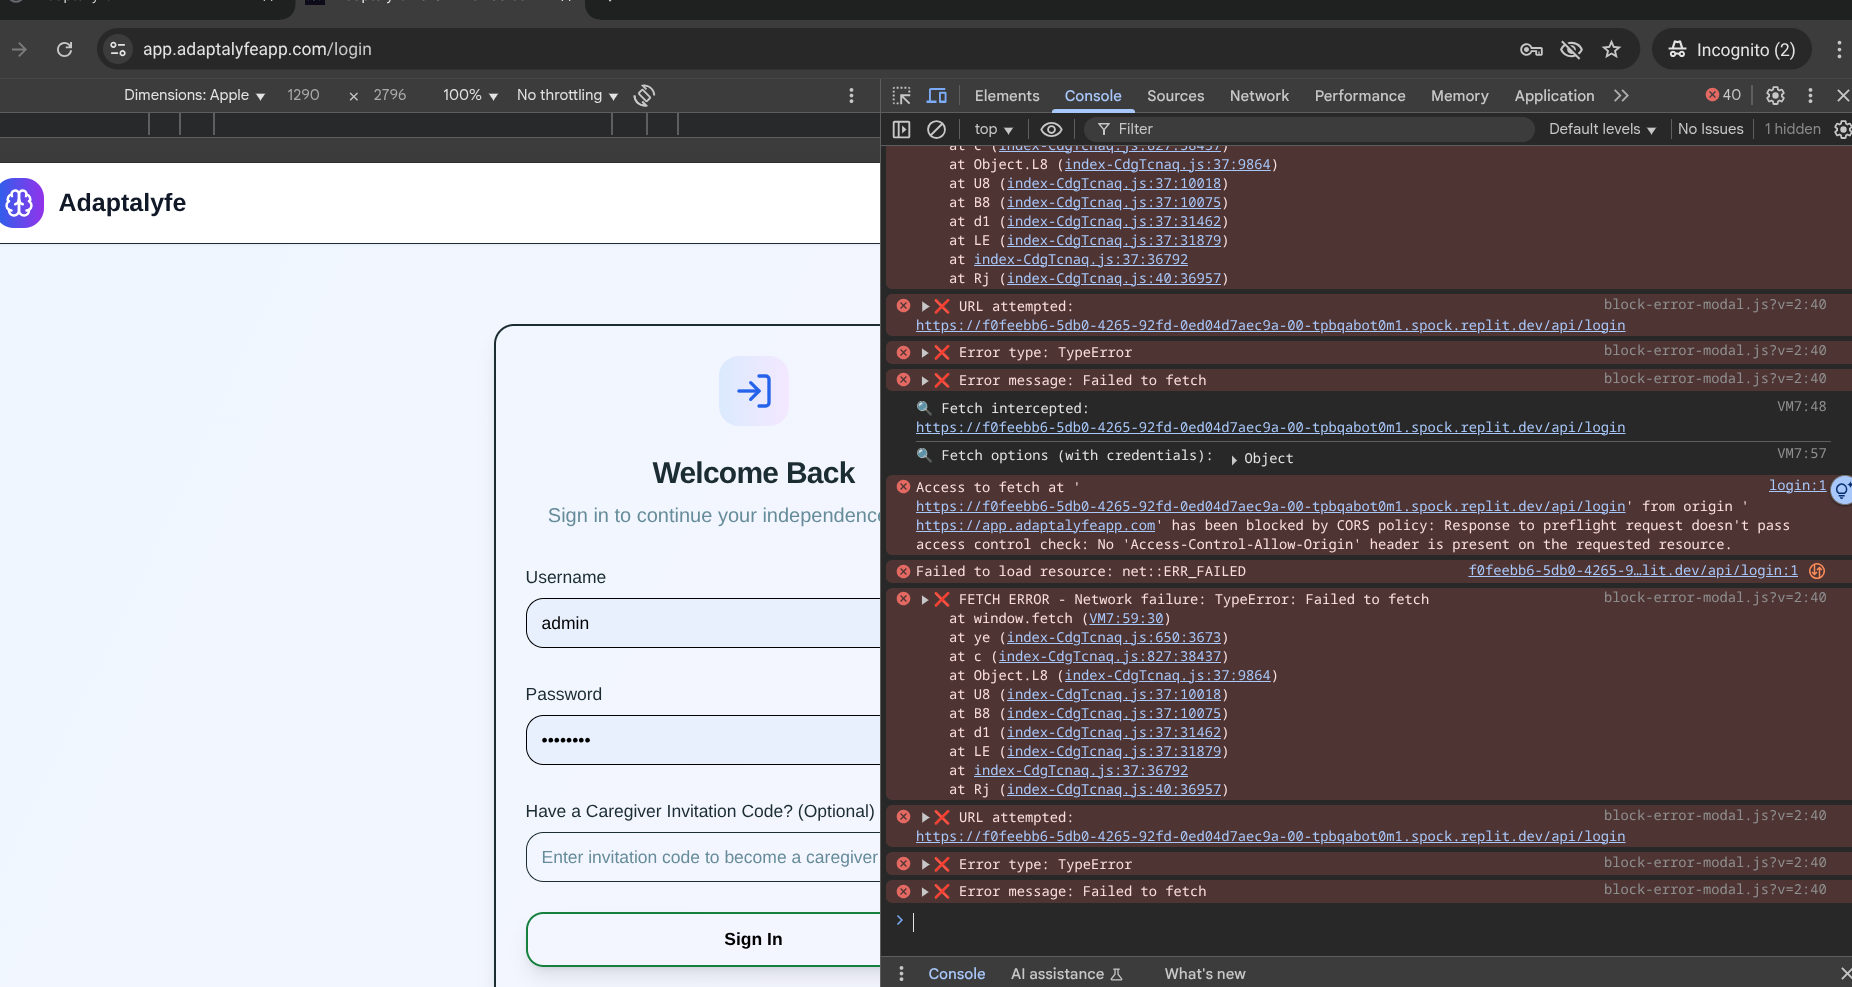 app.adaptalyfeapp.com/login
Incognito (2)
Dimensions: Apple ▼ 1290 × 2796 100% ▼ No throttling ▼
Elements Console Sources Network Performance Memory Application 40
top ▼ Filter Default levels ▼ No Issues 1 hidden
Adaptalyfe
Welcome Back
Sign in to continue your independence
Username
admin
Password
••••••••
Have a Caregiver Invitation Code? (Optional)
Enter invitation code to become a caregiver
Sign In
at c (index-CdgTcnaq.js:827:38437)
at Object.L8 (index-CdgTcnaq.js:37:9864)
at U8 (index-CdgTcnaq.js:37:10018)
at B8 (index-CdgTcnaq.js:37:10075)
at d1 (index-CdgTcnaq.js:37:31462)
at LE (index-CdgTcnaq.js:37:31879)
at index-CdgTcnaq.js:37:36792
at Rj (index-CdgTcnaq.js:40:36957)
▶❌ URL attempted: block-error-modal.js?v=2:40
https://f0feebb6-5db0-4265-92fd-0ed04d7aec9a-00-tpbqabot0m1.spock.replit.dev/api/login
▶❌ Error type: TypeError block-error-modal.js?v=2:40
▶❌ Error message: Failed to fetch block-error-modal.js?v=2:40
🔍 Fetch intercepted: VM7:48
https://f0feebb6-5db0-4265-92fd-0ed04d7aec9a-00-tpbqabot0m1.spock.replit.dev/api/login
🔍 Fetch options (with credentials): ▶ Object VM7:57
Access to fetch at ' login:1
https://f0feebb6-5db0-4265-92fd-0ed04d7aec9a-00-tpbqabot0m1.spock.replit.dev/api/login' from origin '
https://app.adaptalyfeapp.com' has been blocked by CORS policy: Response to preflight request doesn't pass
access control check: No 'Access-Control-Allow-Origin' header is present on the requested resource.
Failed to load resource: net::ERR_FAILED f0feebb6-5db0-4265-9…lit.dev/api/login:1
▶❌ FETCH ERROR - Network failure: TypeError: Failed to fetch block-error-modal.js?v=2:40
at window.fetch (VM7:59:30)
at ye (index-CdgTcnaq.js:650:3673)
at c (index-CdgTcnaq.js:827:38437)
at Object.L8 (index-CdgTcnaq.js:37:9864)
at U8 (index-CdgTcnaq.js:37:10018)
at B8 (index-CdgTcnaq.js:37:10075)
at d1 (index-CdgTcnaq.js:37:31462)
at LE (index-CdgTcnaq.js:37:31879)
at index-CdgTcnaq.js:37:36792
at Rj (index-CdgTcnaq.js:40:36957)
▶❌ URL attempted: block-error-modal.js?v=2:40
https://f0feebb6-5db0-4265-92fd-0ed04d7aec9a-00-tpbqabot0m1.spock.replit.dev/api/login
▶❌ Error type: TypeError block-error-modal.js?v=2:40
▶❌ Error message: Failed to fetch block-error-modal.js?v=2:40
Console AI assistance What's new